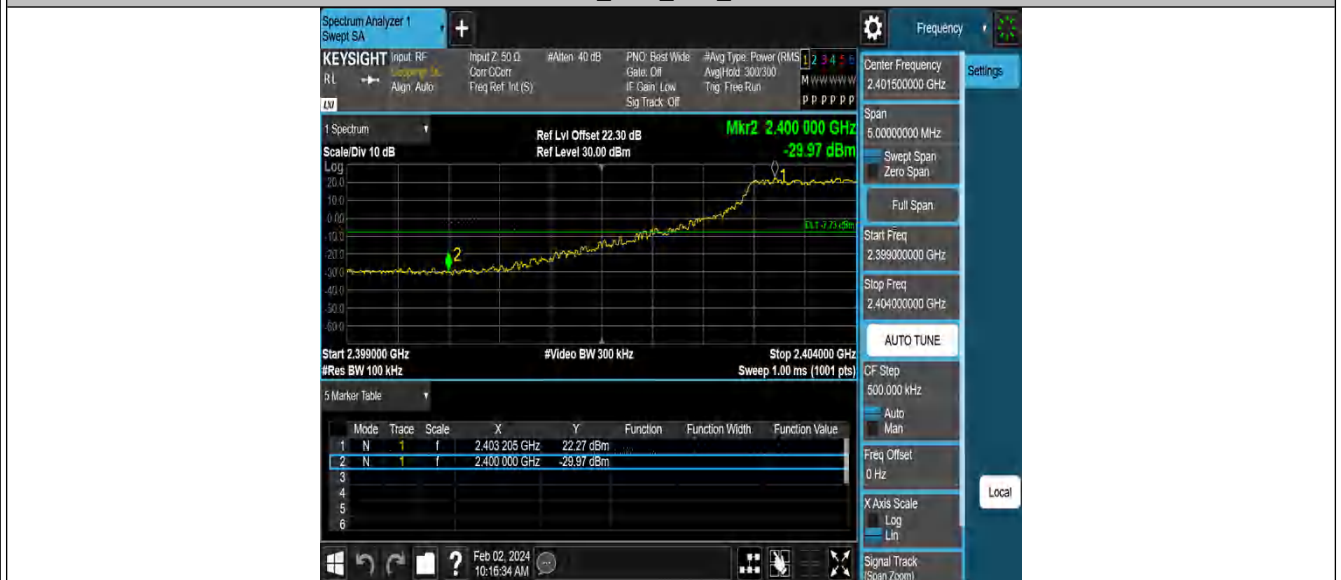 Spectrum Analyzer 1
Swept SA
+
Frequency
KEYSIGHT
Input: RF
Input Z: 50 Ω
#Atten: 40 dB
PNO: Best Wide
#Avg Type: Power (RMS
1 2 3 4 5 6
RL
Corr CCorr
Gate: Off
Avg|Hold: 300/300
M W W W W W
Align: Auto
Freq Ref: Int (S)
IF Gain: Low
Trig: Free Run
Sig Track: Off
P P P P P P
LXI
1 Spectrum
Ref Lvl Offset 22.30 dB
Mkr2 2.400 000 GHz
Scale/Div 10 dB
Ref Level 30.00 dBm
-29.97 dBm
Log
20.0
10.0
0.00
-10.0
-20.0
-30.0
-40.0
-50.0
-60.0
1
DL1 -7.73 dBm
2
Start 2.399000 GHz
#Video BW 300 kHz
Stop 2.404000 GHz
#Res BW 100 kHz
Sweep 1.00 ms (1001 pts)
5 Marker Table
Mode Trace Scale X Y Function Function Width Function Value
1 N 1 f 2.403 205 GHz 22.27 dBm
2 N 1 f 2.400 000 GHz -29.97 dBm
3
4
5
6
?
Feb 02, 2024
10:16:34 AM
Center Frequency
2.401500000 GHz
Settings
Span
5.00000000 MHz
Swept Span
Zero Span
Full Span
Start Freq
2.399000000 GHz
Stop Freq
2.404000000 GHz
AUTO TUNE
CF Step
500.000 kHz
Auto
Man
Freq Offset
0 Hz
X Axis Scale
Log
Lin
Local
Signal Track
(Span Zoom)